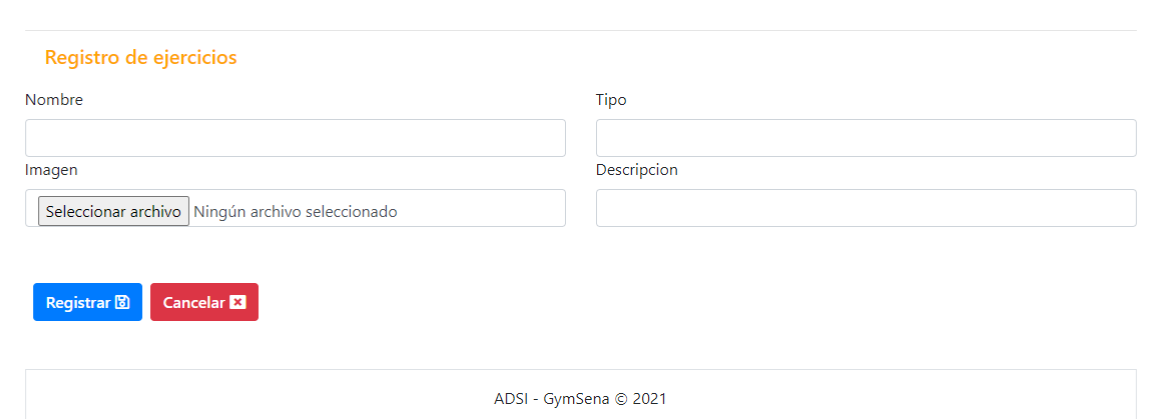 Registro de ejercicios
Nombre
Tipo
Imagen
Descripcion
Seleccionar archivo Ningún archivo seleccionado
Registrar
Cancelar
ADSI - GymSena © 2021